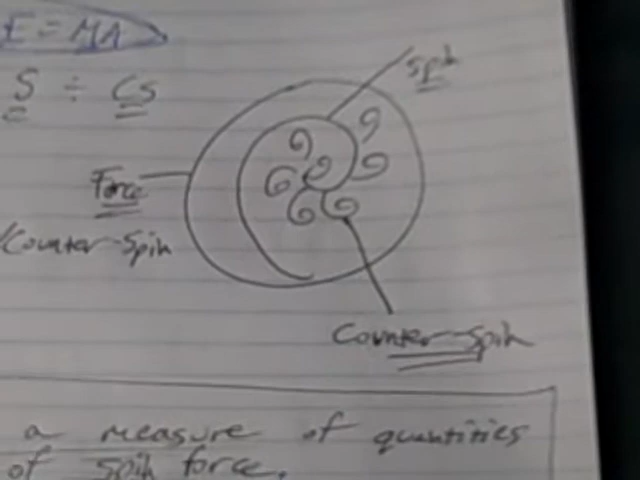 E = MA
S ÷ CS
Spin
Force
/Counter-Spin
Counter-Spin
a measure of quantities
of spin force.